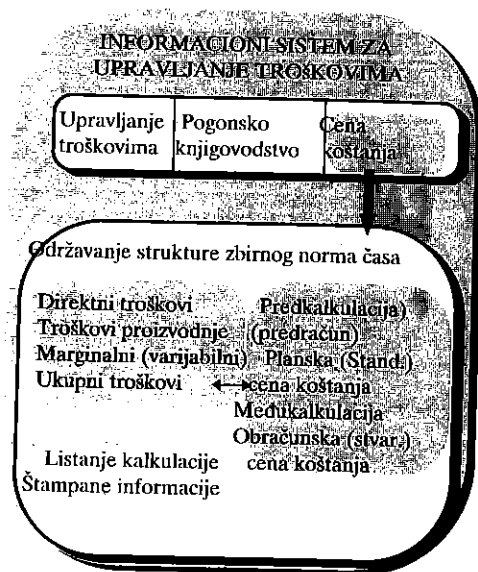 INFORMACIONI SISTEM ZA
UPRAVLJANJE TROŠKOVIMA
Upravljanje Pogonsko Cena
troškovima knjigovodstvo koštanja
Održavanje strukture zbirnog norma časa
Direktni troškovi Predkalkulacija)
Troškovi proizvodnje (predračun)
Marginalni (varijabilni) Planska (Stand.)
Ukupni troškovi cena koštanja
Međukalkulacija
Obračunska (stvar.)
Listanje kalkulacije cena koštanja
Štampane informacije